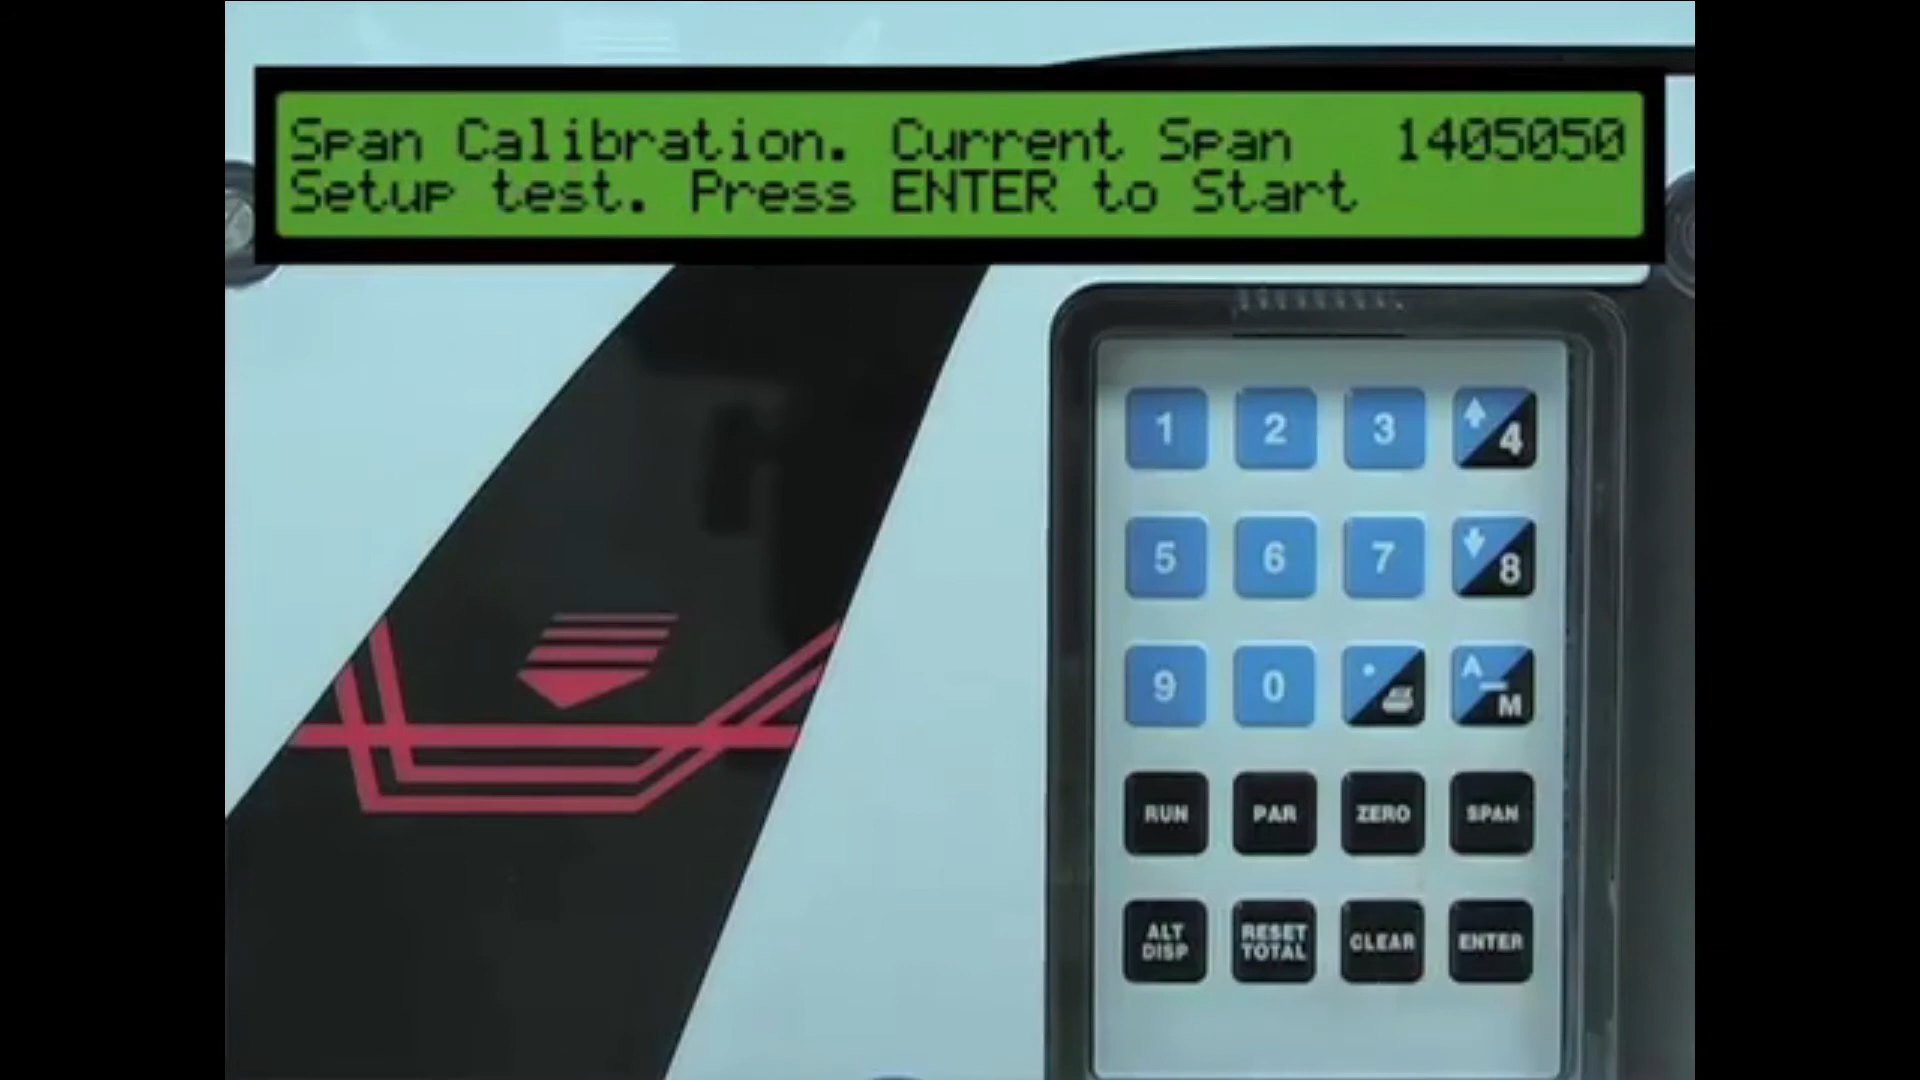 Span Calibration. Current Span 1405050
Setup test. Press ENTER to Start
1 2 3 4
5 6 7 8
9 0 . A M
RUN PAR ZERO SPAN
ALT DISP RESET TOTAL CLEAR ENTER